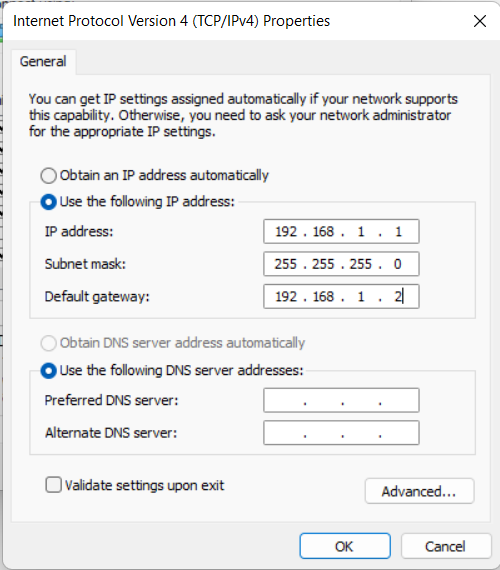 Internet Protocol Version 4 (TCP/IPv4) Properties
General
You can get IP settings assigned automatically if your network supports
this capability. Otherwise, you need to ask your network administrator
for the appropriate IP settings.
Obtain an IP address automatically
Use the following IP address:
IP address: 192 . 168 . 1 . 1
Subnet mask: 255 . 255 . 255 . 0
Default gateway: 192 . 168 . 1 . 2
Obtain DNS server address automatically
Use the following DNS server addresses:
Preferred DNS server: . . .
Alternate DNS server: . . .
Validate settings upon exit
Advanced...
OK Cancel